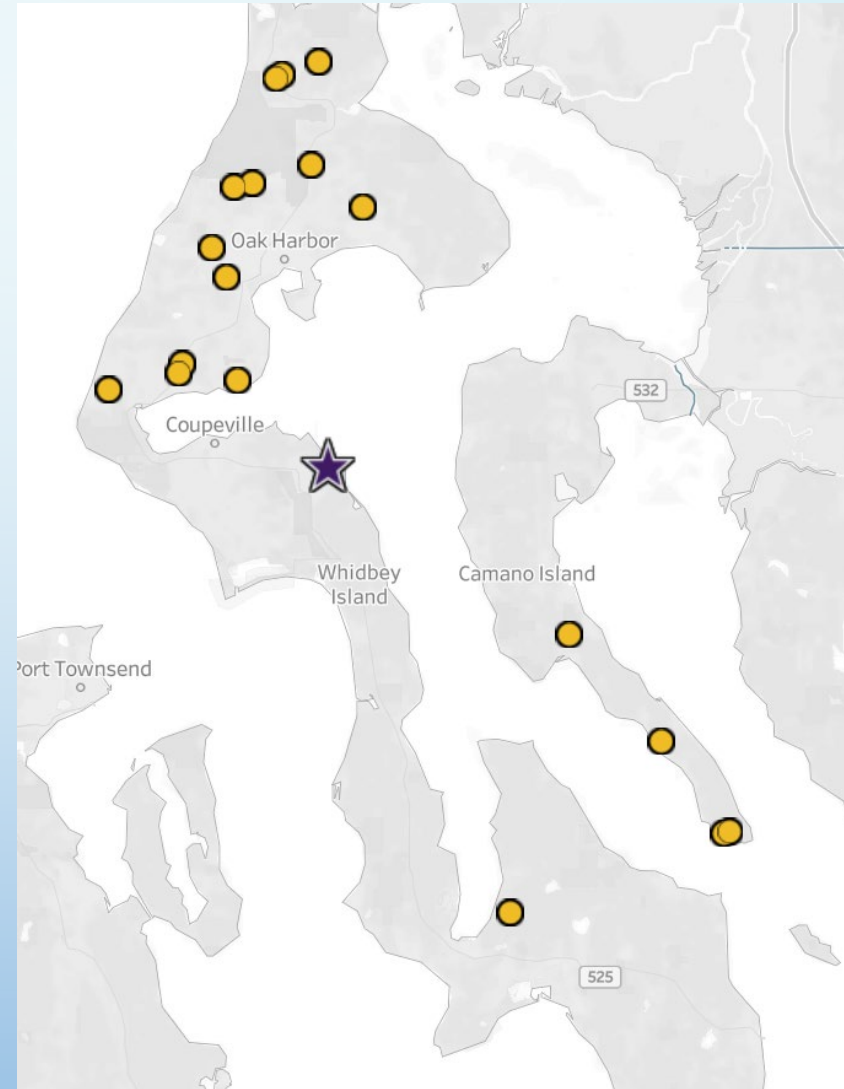 Oak Harbor
532
Coupeville
Whidbey
Island
Camano Island
Port Townsend
525